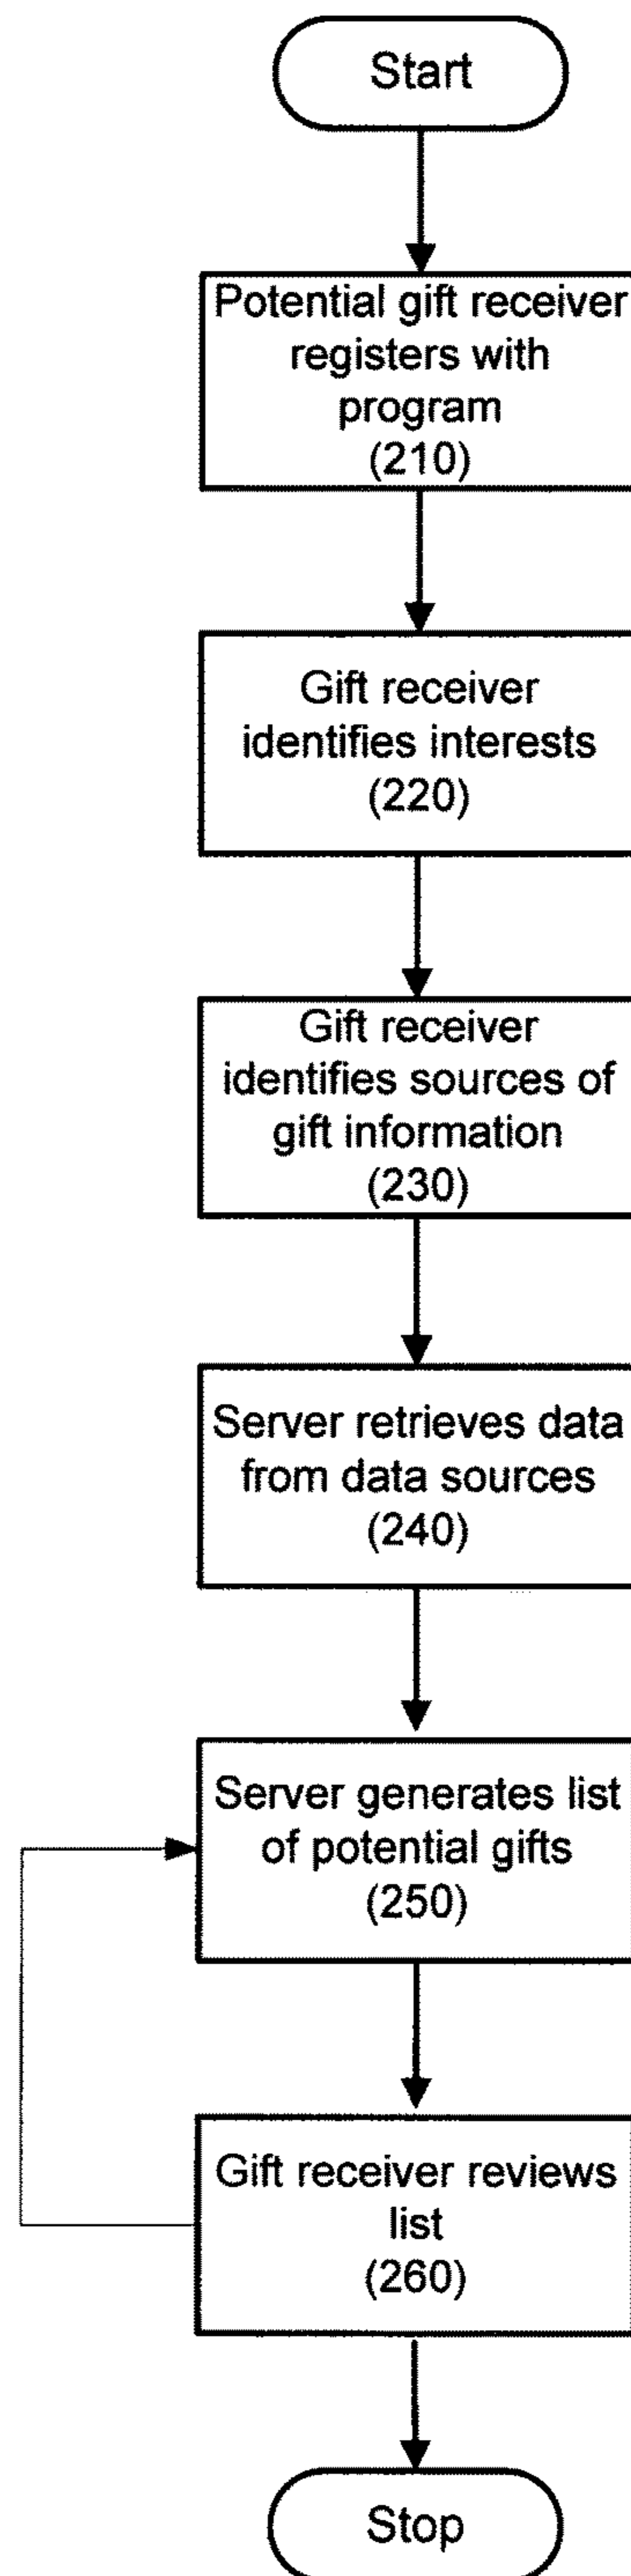 Start
Potential gift receiver
registers with
program
(210)
Gift receiver
identifies interests
(220)
Gift receiver
identifies sources of
gift information
(230)
Server retrieves data
from data sources
(240)
Server generates list
of potential gifts
(250)
Gift receiver reviews
list
(260)
Stop